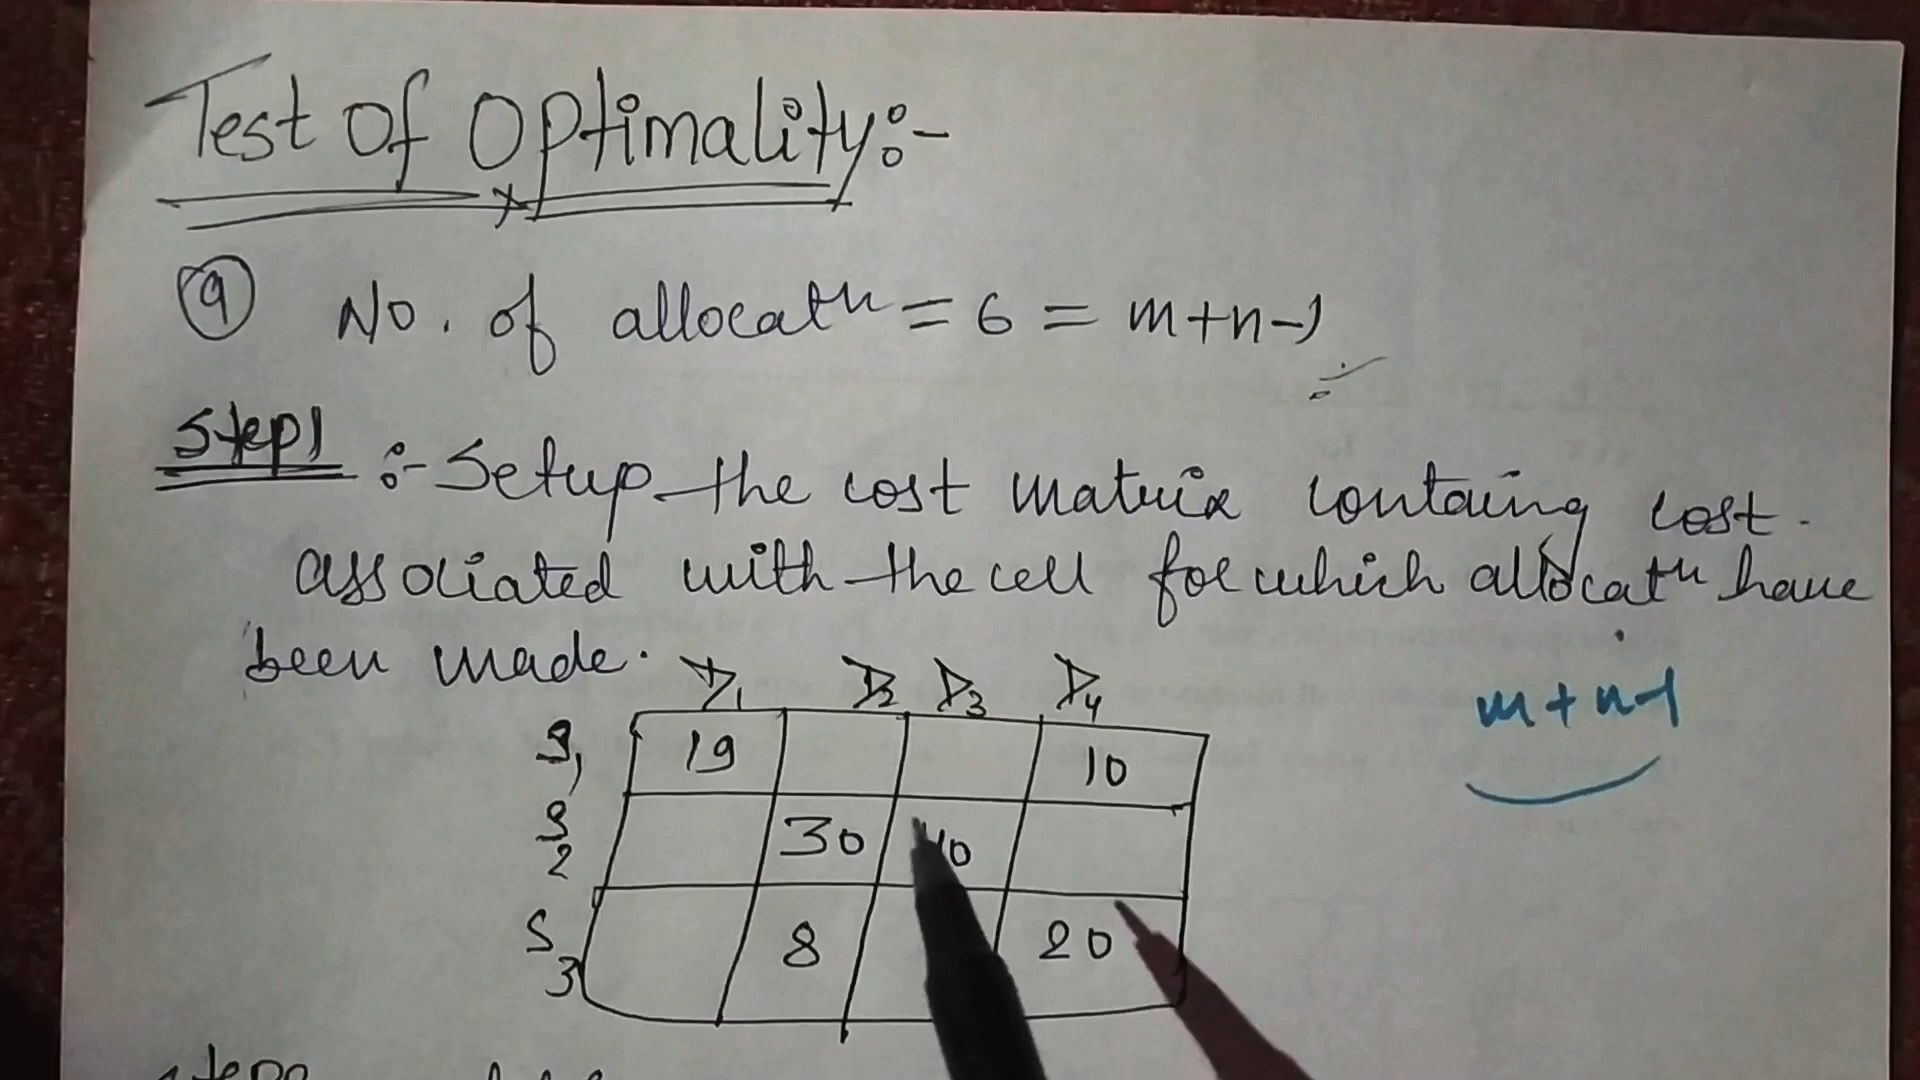 Test of Optimality:-
(a) No. of allocatn = 6 = m+n-1
Step1 :- Setup the cost matrix containg cost.
associated with the cell for which allocatn have
been made.
D1 D2 D3 D4
m+n-1
S1 19 10
S2 30 40
S3 8 20